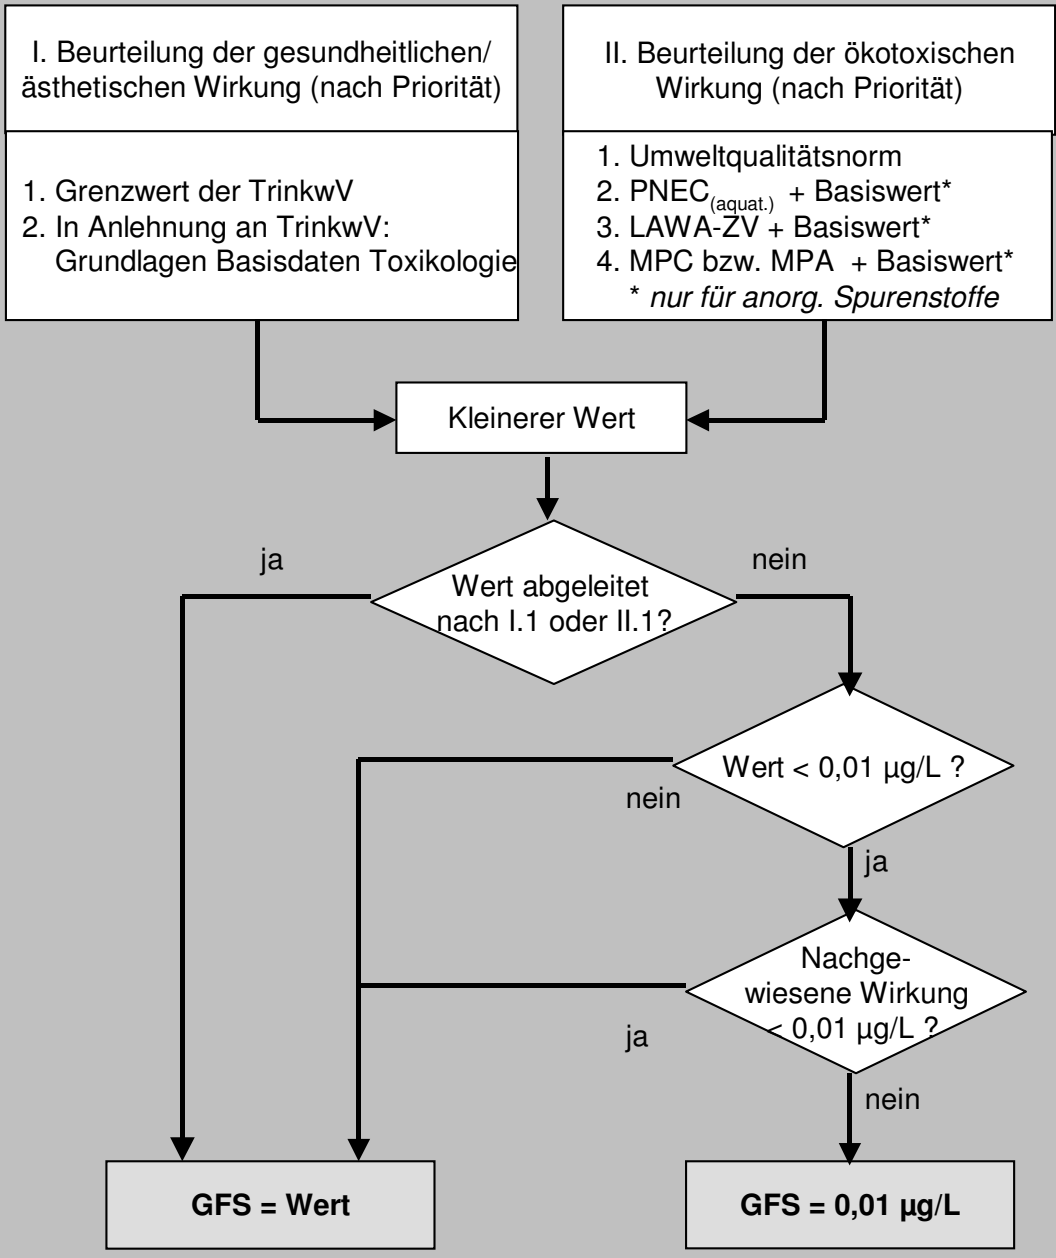 I. Beurteilung der gesundheitlichen/
ästhetischen Wirkung (nach Priorität)
1. Grenzwert der TrinkwV
2. In Anlehnung an TrinkwV:
Grundlagen Basisdaten Toxikologie
II. Beurteilung der ökotoxischen
Wirkung (nach Priorität)
1. Umweltqualitätsnorm
2. PNEC(aquat.) + Basiswert*
3. LAWA-ZV + Basiswert*
4. MPC bzw. MPA + Basiswert*
* nur für anorg. Spurenstoffe
Kleinerer Wert
ja
nein
Wert abgeleitet
nach I.1 oder II.1?
Wert < 0,01 µg/L ?
nein
ja
Nachge-
wiesene Wirkung
< 0,01 µg/L ?
ja
nein
GFS = Wert
GFS = 0,01 µg/L